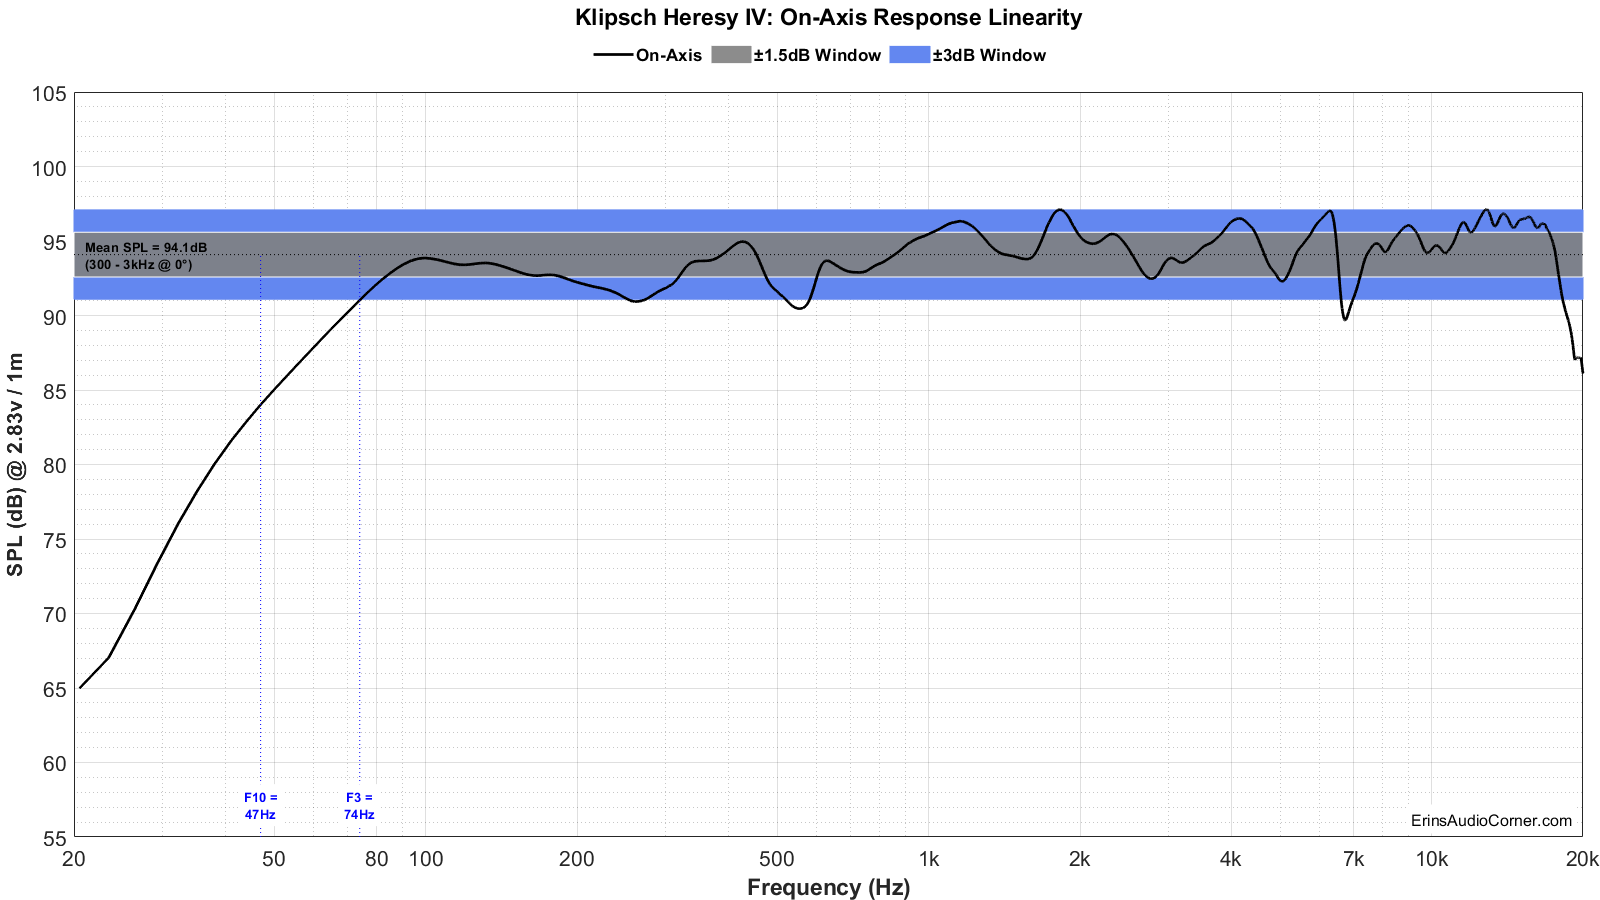 Klipsch Heresy IV: On-Axis Response Linearity
On-Axis ±1.5dB Window ±3dB Window
105
100
95
90
85
80
75
70
65
60
55
SPL (dB) @ 2.83v / 1m
Mean SPL = 94.1dB
(300 - 3kHz @ 0°)
F10 =
47Hz
F3 =
74Hz
ErinsAudioCorner.com
20 50 80 100 200 500 1k 2k 4k 7k 10k 20k
Frequency (Hz)